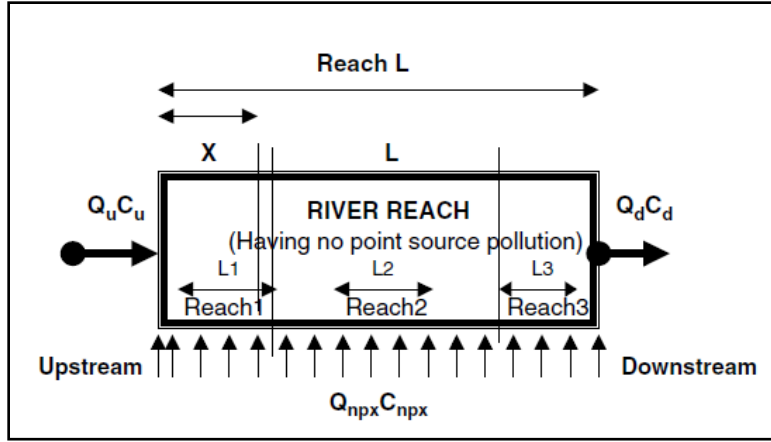 Reach L
X L
QuCu
RIVER REACH
QdCd
(Having no point source pollution)
L1 L2 L3
Reach1 Reach2 Reach3
Upstream
Downstream
QnpxCnpx